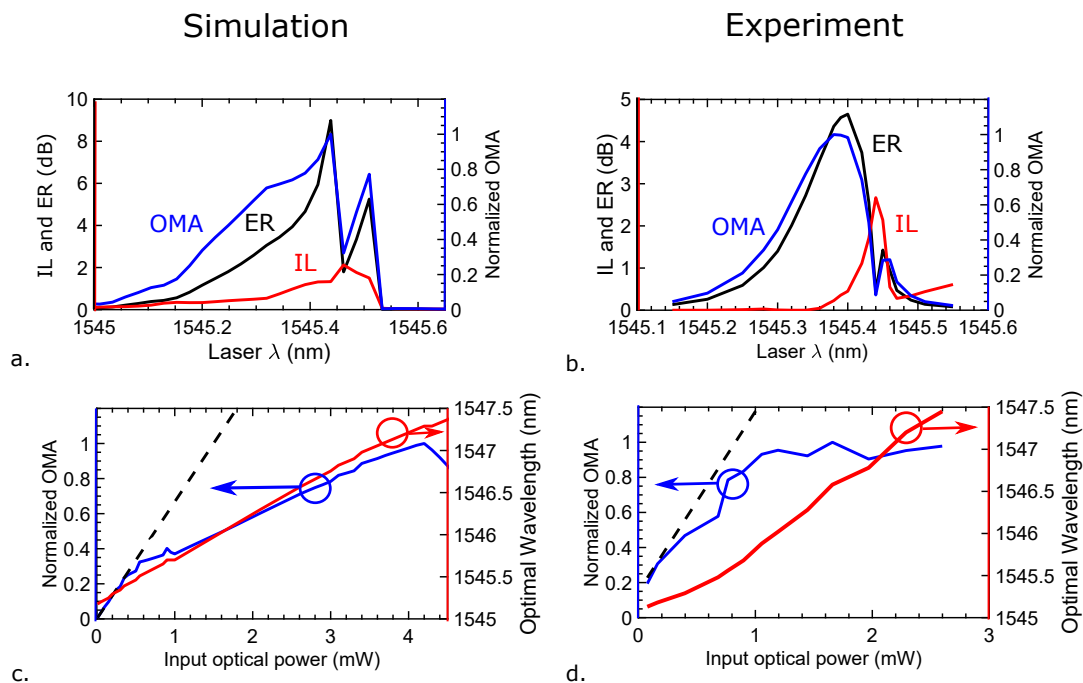 Simulation
Experiment
IL and ER (dB)
10
8
6
4
2
0
OMA
ER
IL
1
0.8
0.6
0.4
0.2
0
Normalized OMA
1545
1545.2
1545.4
1545.6
Laser λ (nm)
a.
IL and ER (dB)
5
4
3
2
1
0
OMA
ER
IL
1
0.8
0.6
0.4
0.2
0
Normalized OMA
1545.1
1545.2
1545.3
1545.4
1545.5
1545.6
Laser λ (nm)
b.
Normalized OMA
1
0.8
0.6
0.4
0.2
0
1547.5
1547
1546.5
1546
1545.5
1545
Optimal Wavelength (nm)
0
1
2
3
4
Input optical power (mW)
c.
Normalized OMA
1
0.8
0.6
0.4
0.2
0
1547.5
1547
1546.5
1546
1545.5
1545
Optimal Wavelength (nm)
0
1
2
3
Input optical power (mW)
d.